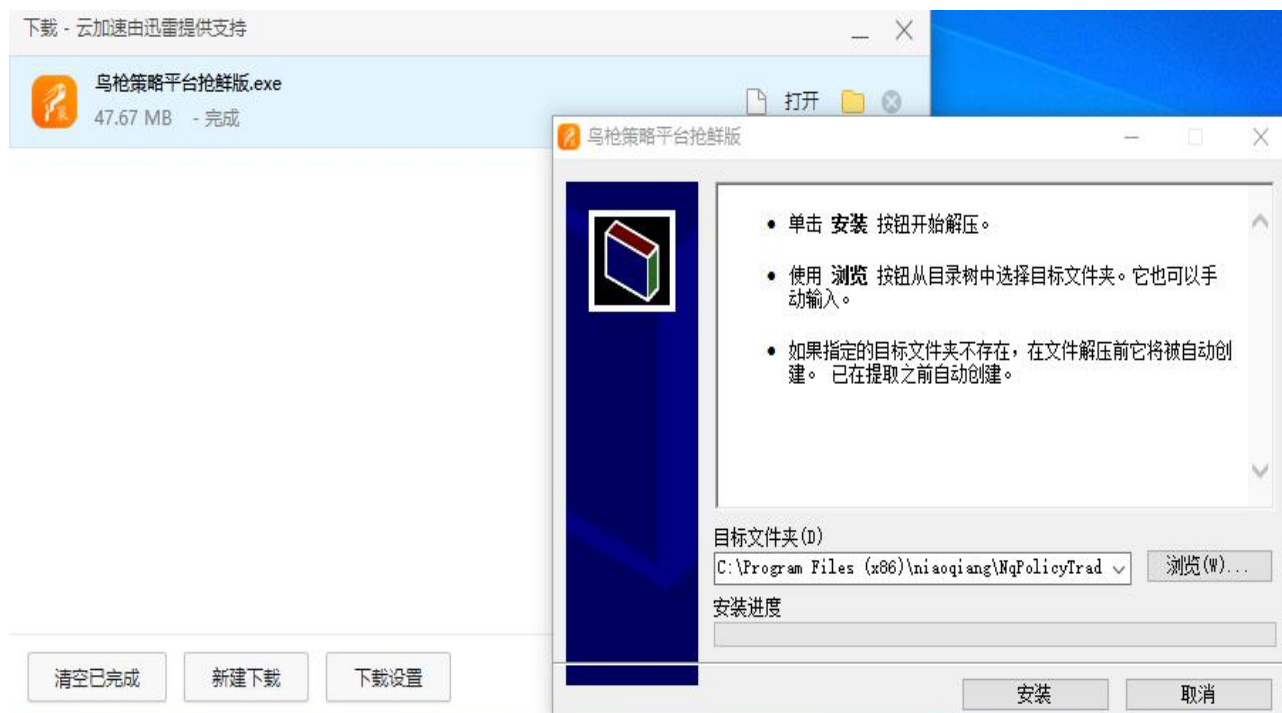 下载 - 云加速由迅雷提供支持
鸟枪策略平台抢鲜版.exe
47.67 MB - 完成
打开
鸟枪策略平台抢鲜版
• 单击 安装 按钮开始解压。
• 使用 浏览 按钮从目录树中选择目标文件夹。它也可以手
动输入。
• 如果指定的目标文件夹不存在，在文件解压前它将被自动创
建。 已在提取之前自动创建。
目标文件夹(D)
C:\Program Files (x86)\niaoqiang\NqPolicyTrad
浏览(W)...
安装进度
清空已完成
新建下载
下载设置
安装
取消